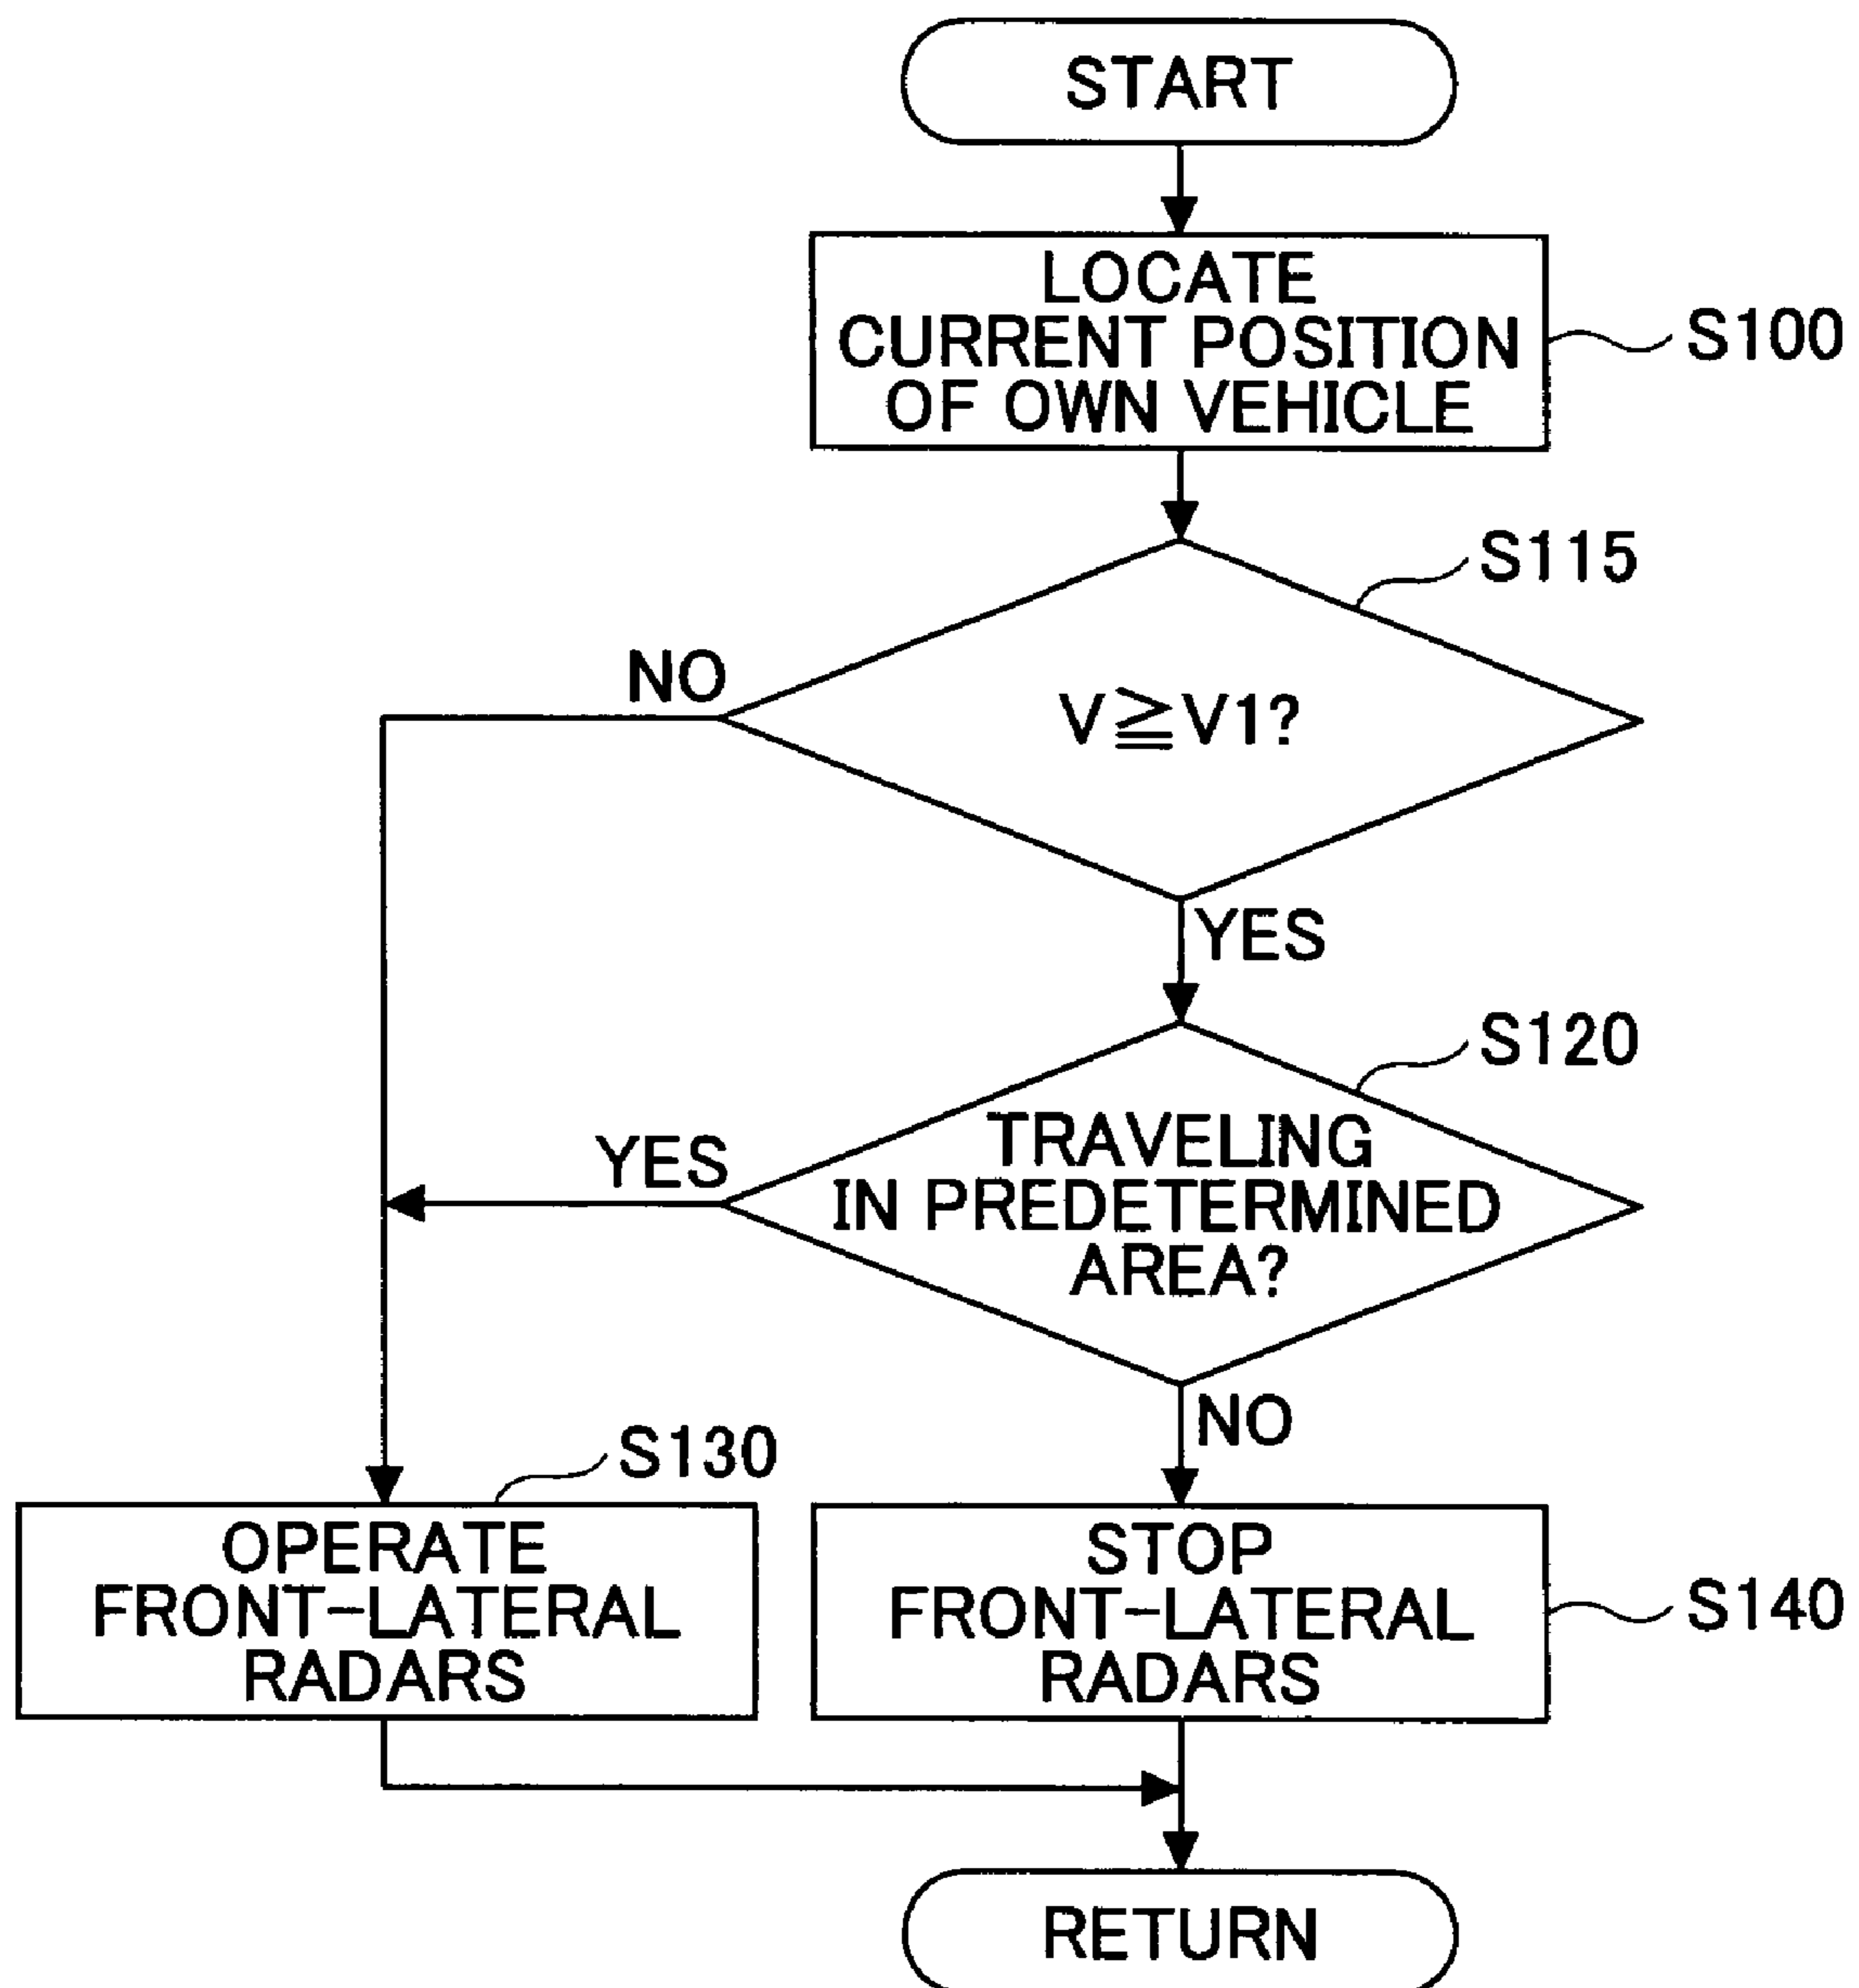 START
LOCATE
CURRENT POSITION
OF OWN VEHICLE
S100
S115
NO
V≧V1?
YES
S120
YES
TRAVELING
IN PREDETERMINED
AREA?
NO
S130
OPERATE
FRONT-LATERAL
RADARS
STOP
FRONT-LATERAL
RADARS
S140
RETURN